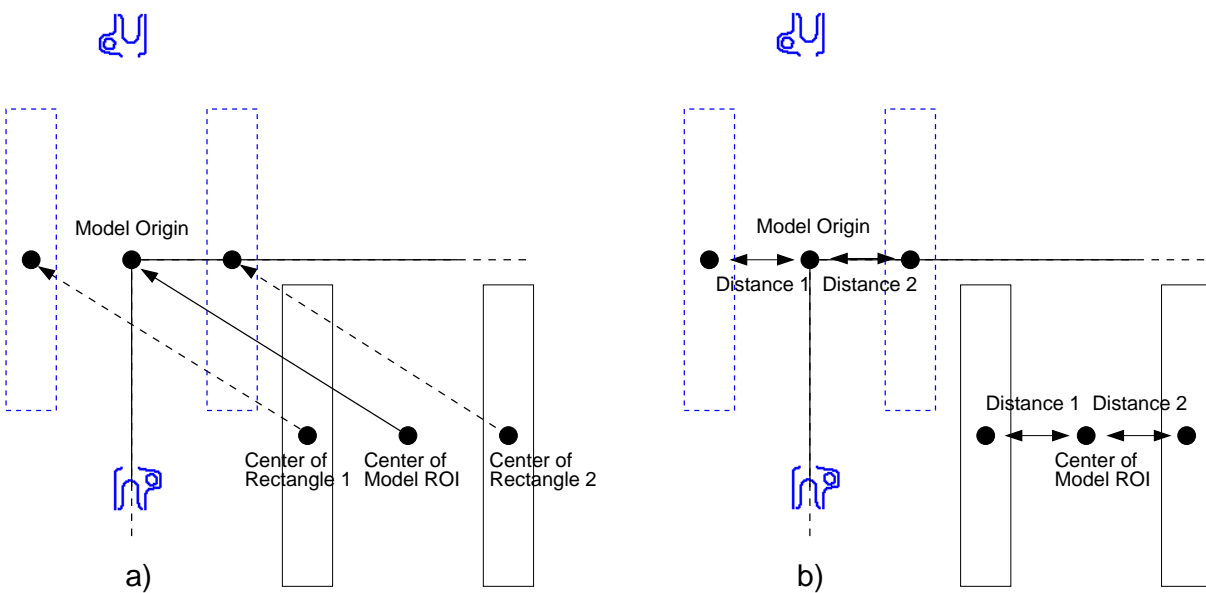 Model Origin
Center of
Rectangle 1
Center of
Model ROI
Center of
Rectangle 2
a)
Model Origin
Distance 1
Distance 2
Distance 1
Distance 2
Center of
Model ROI
b)